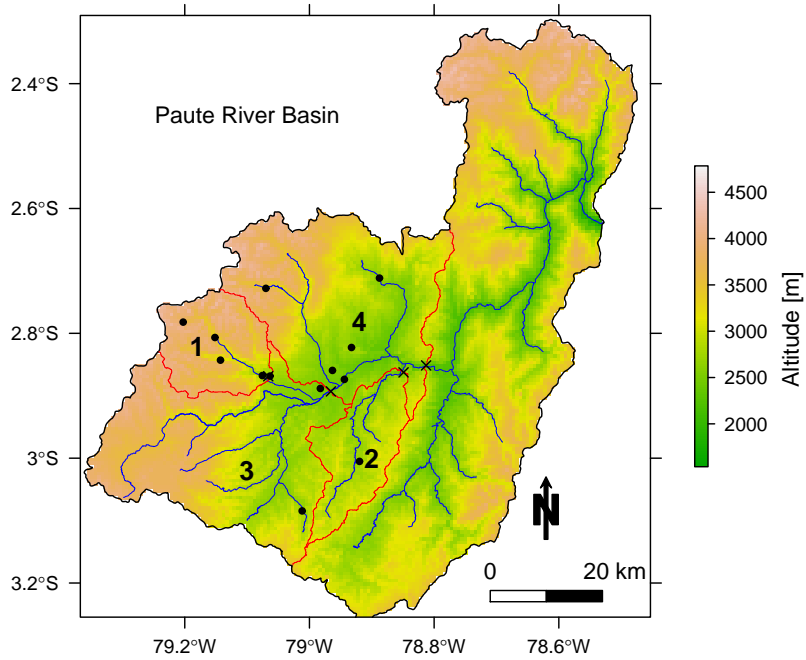 Paute River Basin
2.4°S
2.6°S
2.8°S
3°S
3.2°S
79.2°W
79°W
78.8°W
78.6°W
1
2
3
4
N
0
20 km
4500
4000
3500
3000
2500
2000
Altitude [m]